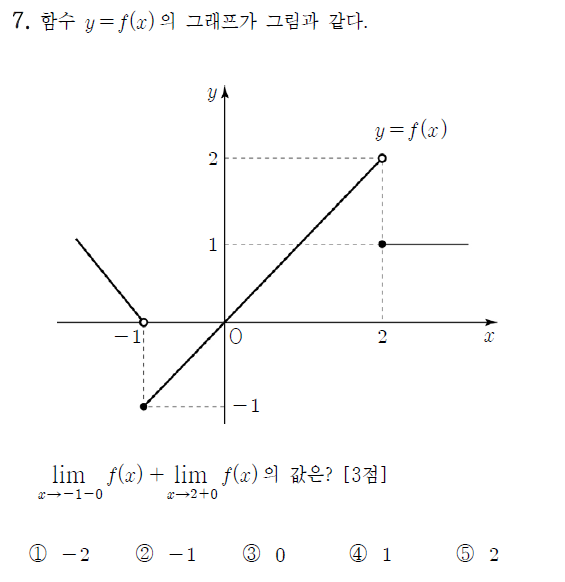 7. 함수 y=f(x)의 그래프가 그림과 같다.
y
y=f(x)
2
1
-1 O 2 x
-1
lim f(x)+ lim f(x)의 값은? [3점]
x→-1-0 x→2+0
① -2 ② -1 ③ 0 ④ 1 ⑤ 2